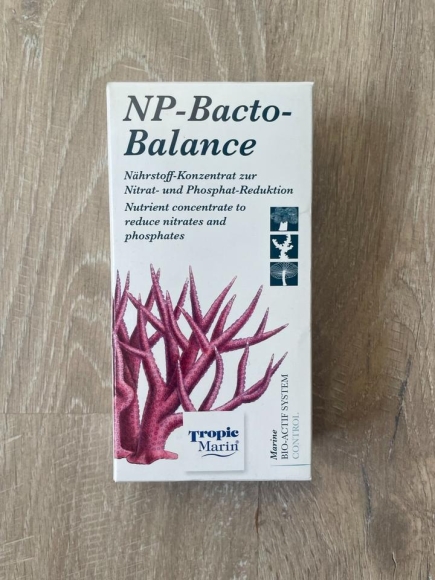 NP-Bacto-
Balance
Nährstoff-Konzentrat zur
Nitrat- und Phosphat-Reduktion
Nutrient concentrate to
reduce nitrates and
phosphates
Tropic
Marin®
Marine
BIO-ACTIF SYSTEM
CONTROL